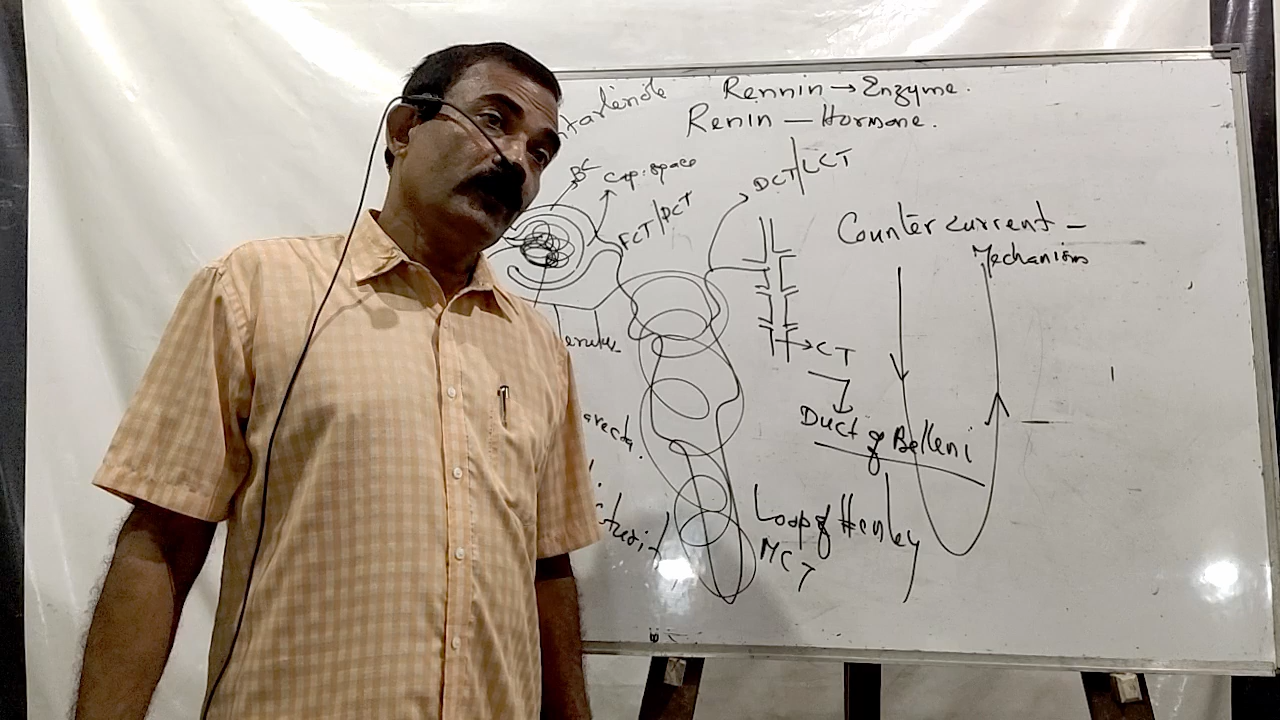 Rennin → Enzyme.
Renin — Hormone.
BC
Cap. space
FCT/PCT
DCT/LCT
Counter current -
Mechanism
→CT
Duct of Belleni
Loop of Henley
MCT